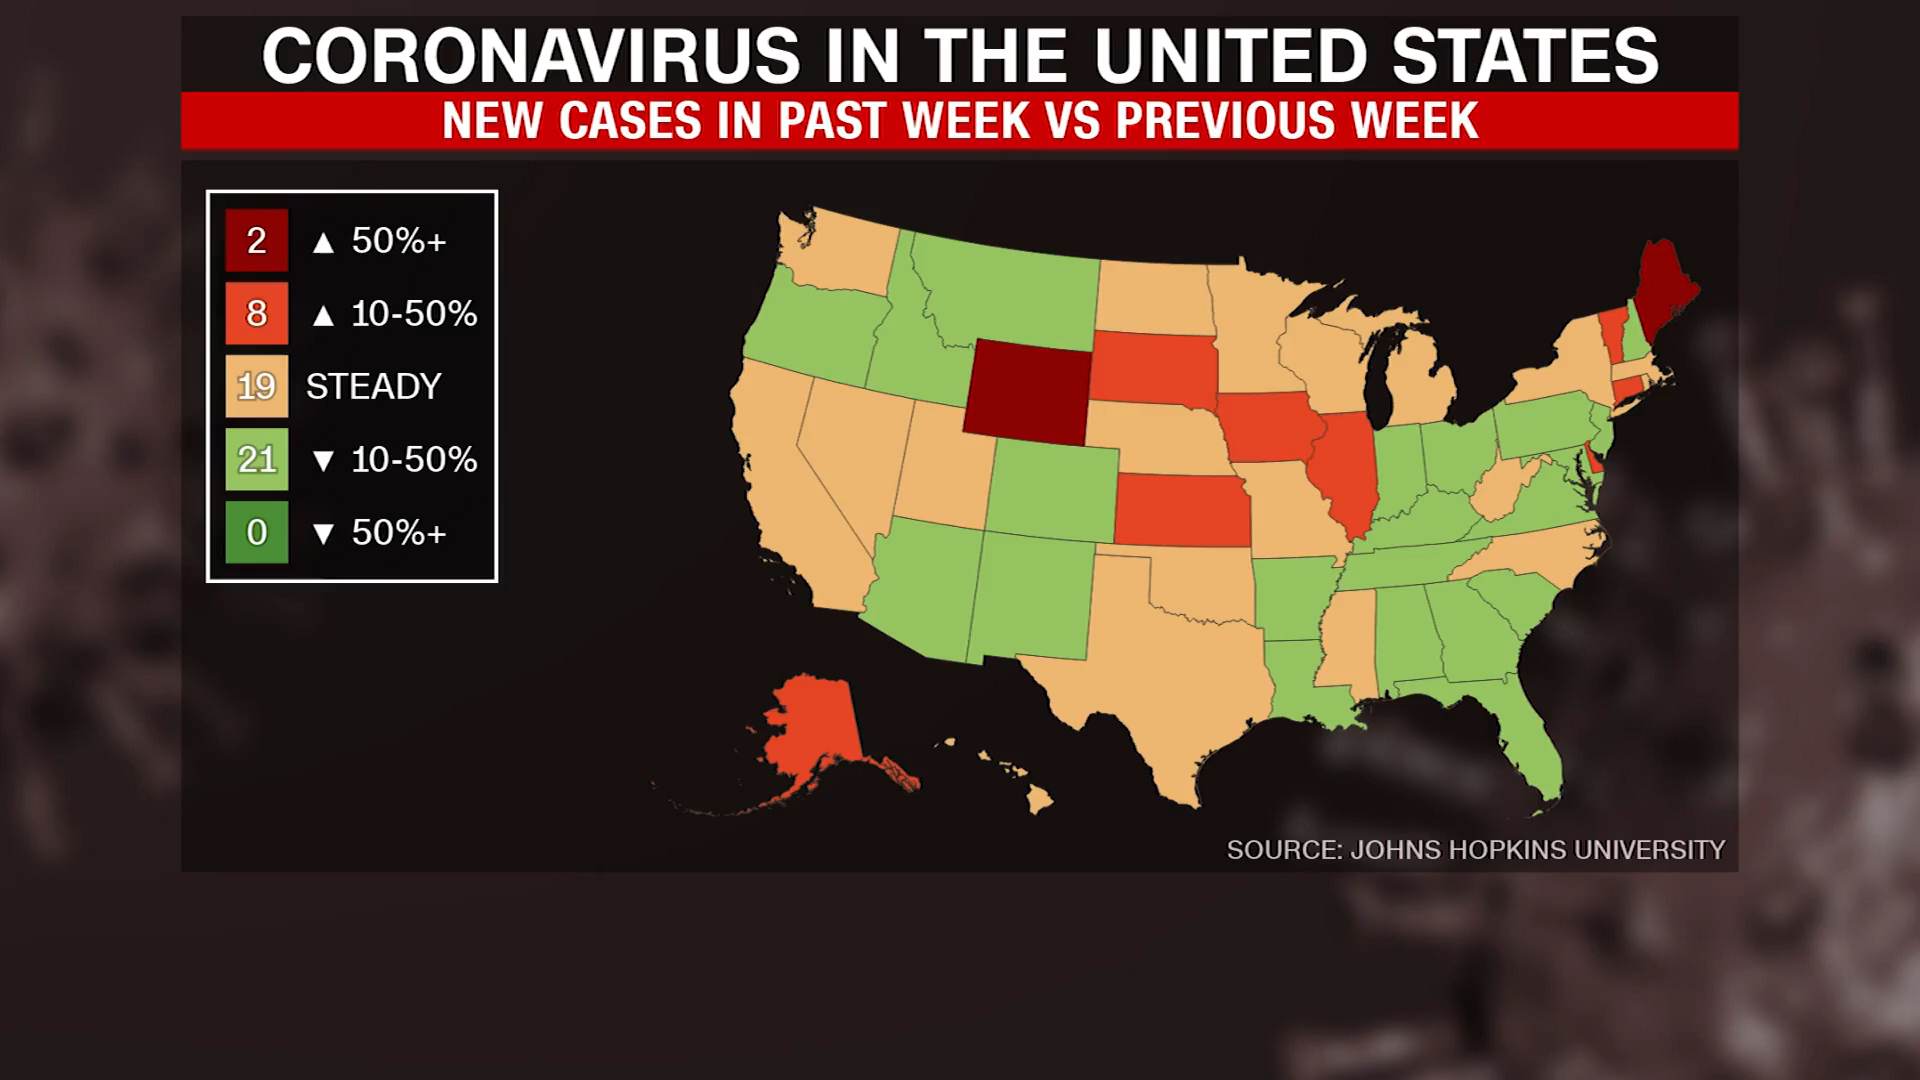 CORONAVIRUS IN THE UNITED STATES
NEW CASES IN PAST WEEK VS PREVIOUS WEEK
2 ▲ 50%+
8 ▲ 10-50%
19 STEADY
21 ▼ 10-50%
0 ▼ 50%+
SOURCE: JOHNS HOPKINS UNIVERSITY